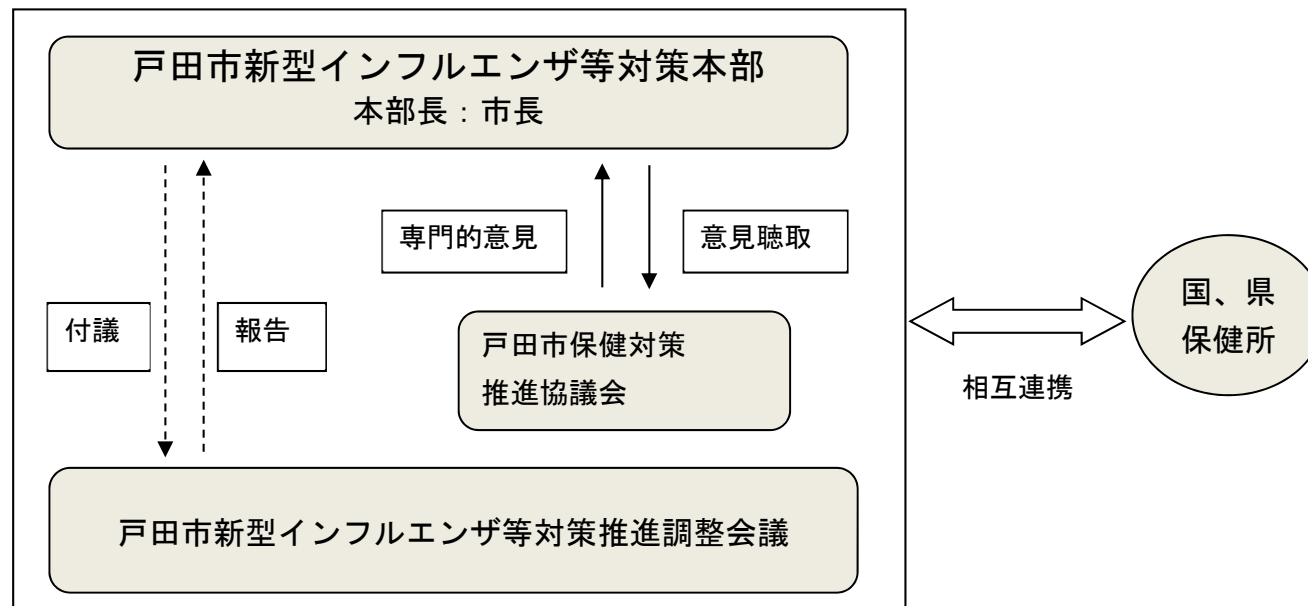 戸田市新型インフルエンザ等対策本部
本部長：市長
専門的意見
意見聴取
付議
報告
戸田市保健対策
推進協議会
戸田市新型インフルエンザ等対策推進調整会議
相互連携
国、県
保健所